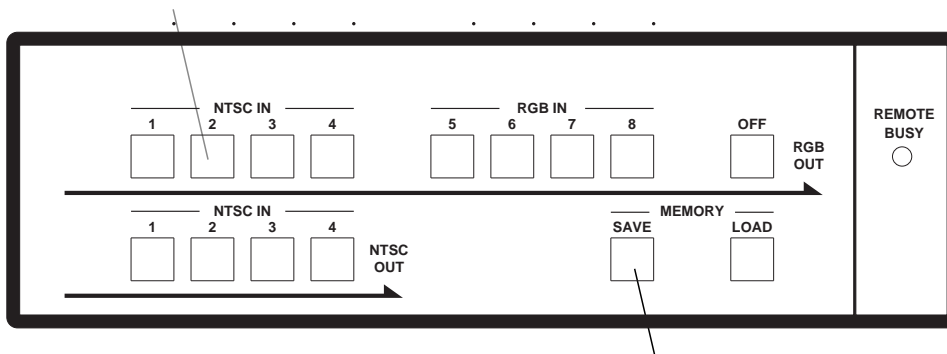 NTSC IN
RGB IN
1 2 3 4 5 6 7 8 OFF
RGB
OUT
REMOTE
BUSY
NTSC IN
MEMORY
1 2 3 4 SAVE LOAD
NTSC
OUT